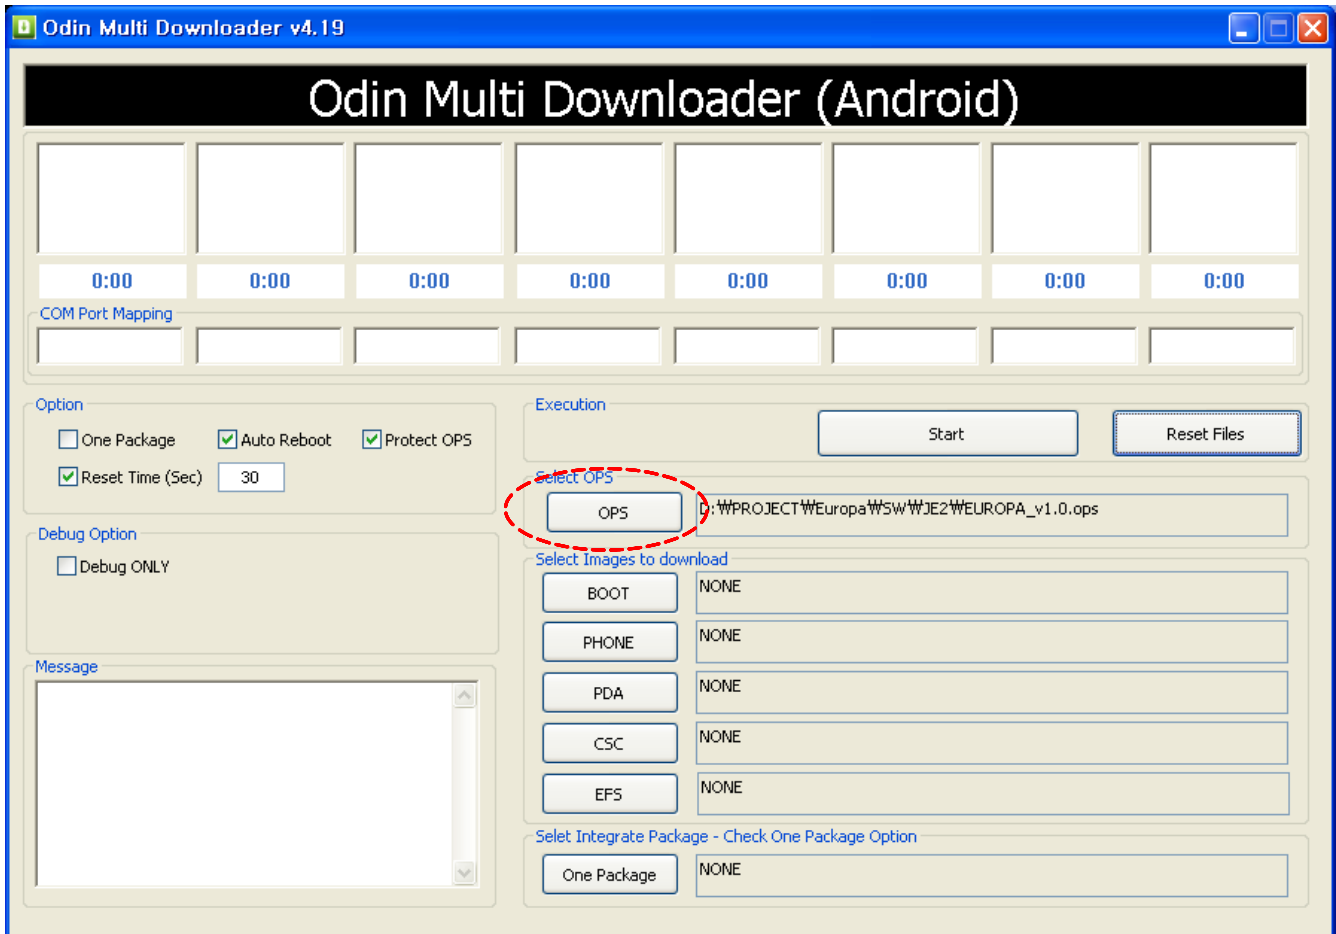 Odin Multi Downloader v4.19
Odin Multi Downloader (Android)
0:00 0:00 0:00 0:00 0:00 0:00 0:00 0:00
COM Port Mapping
Option
One Package Auto Reboot Protect OPS
Reset Time (Sec) 30
Debug Option
Debug ONLY
Message
Execution
Start Reset Files
Select OPS
OPS D:₩PROJECT₩Europa₩SW₩JE2₩EUROPA_v1.0.ops
Select Images to download
BOOT NONE
PHONE NONE
PDA NONE
CSC NONE
EFS NONE
Selet Integrate Package - Check One Package Option
One Package NONE